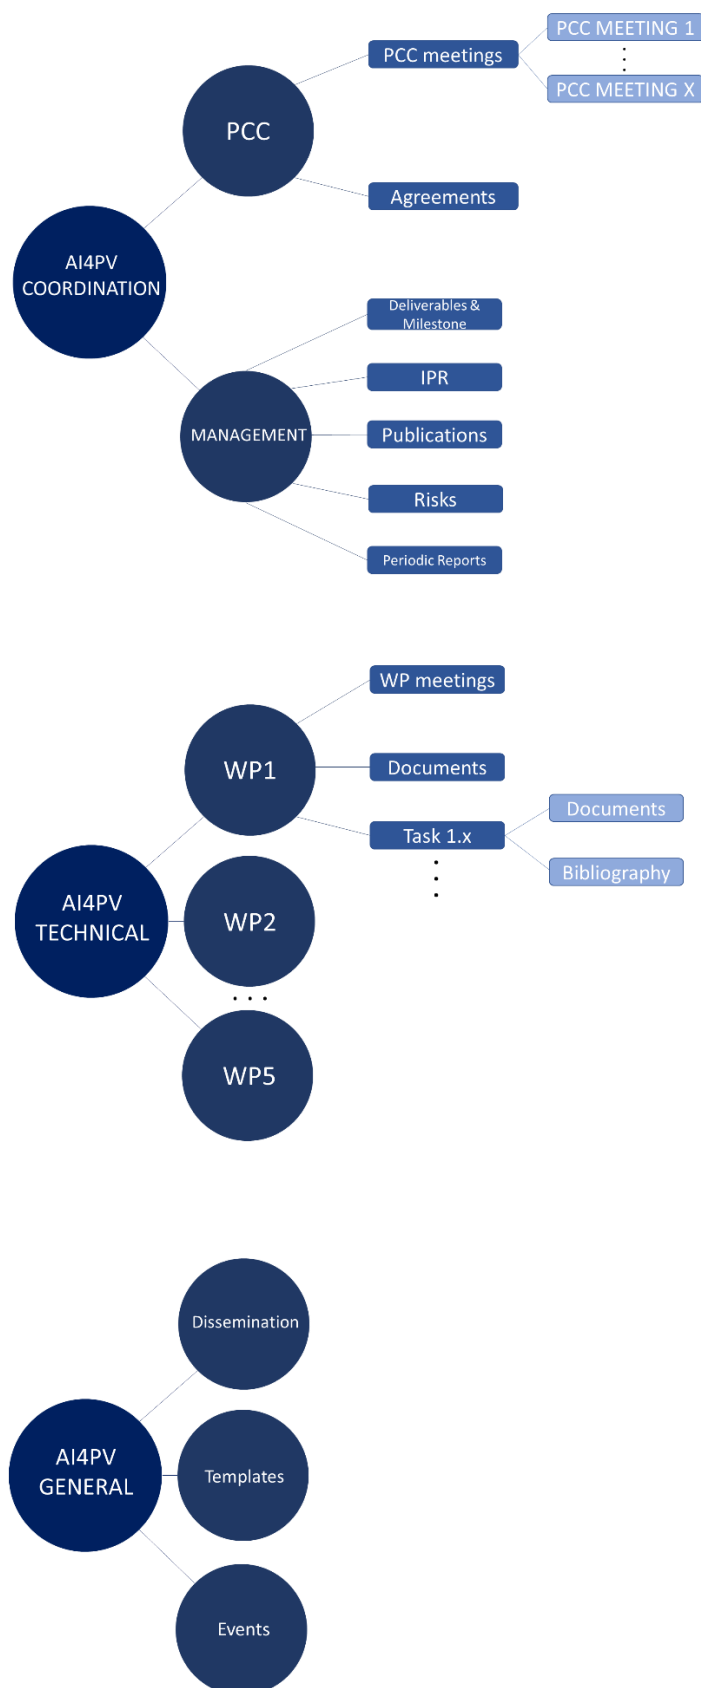 PCC MEETING 1
PCC meetings
PCC MEETING X
PCC
Agreements
AI4PV
COORDINATION
Deliverables &
Milestone
IPR
MANAGEMENT
Publications
Risks
Periodic Reports
WP meetings
WP1
Documents
Documents
Task 1.x
Bibliography
AI4PV
TECHNICAL
WP2
WP5
Dissemination
AI4PV
GENERAL
Templates
Events